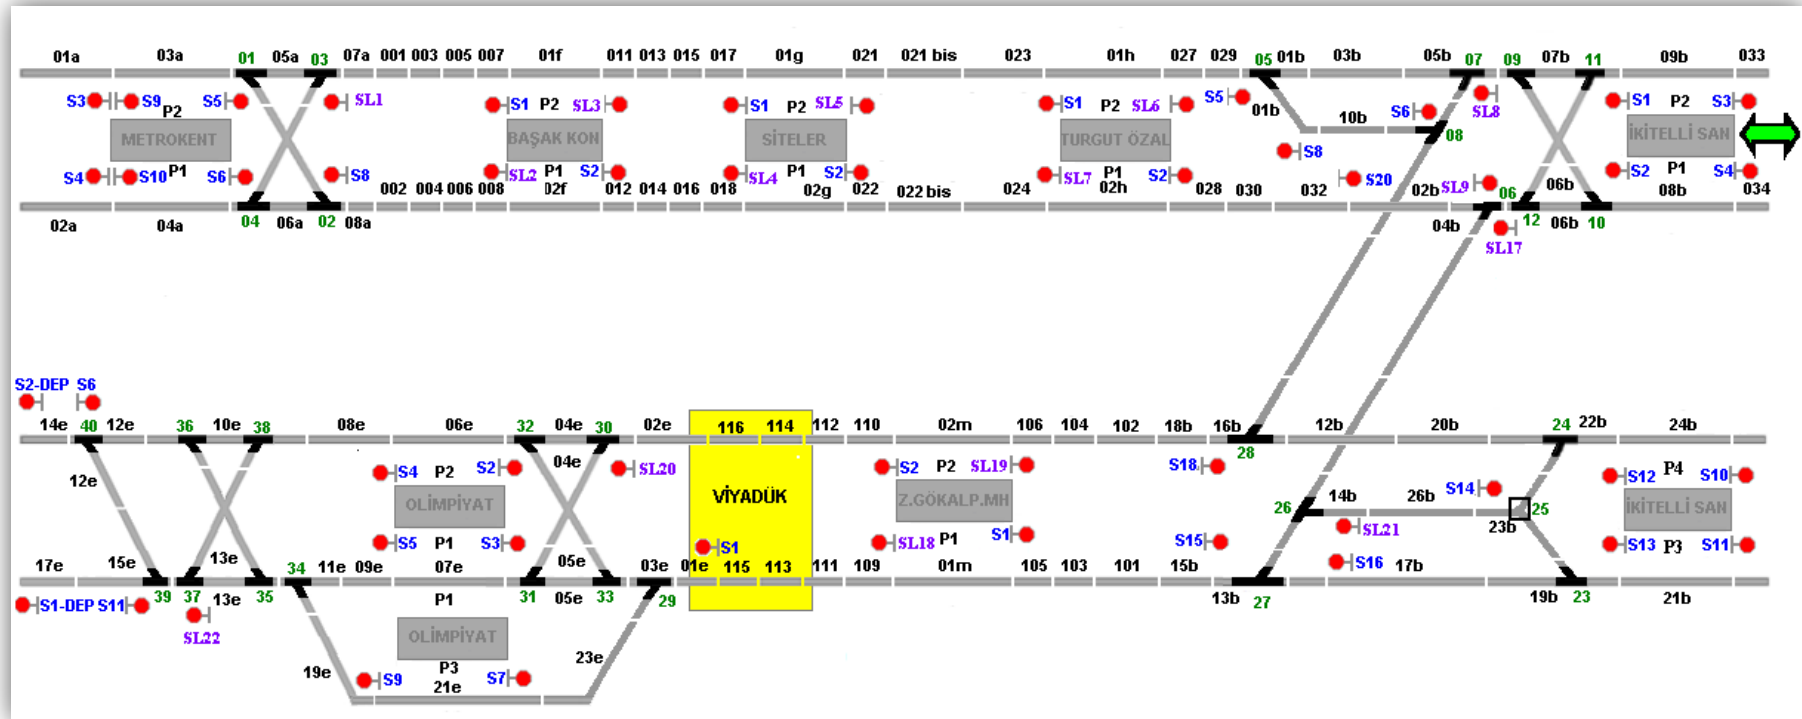 01a 03a 01 05a 03 07a 001 003 005 007 01f 011 013 015 017 01g 021 021 bis 023 01h 027 029 05 01b 03b 05b 07 09 07b 11 09b 033
S3 S9 P2 S5 SL1 S1 P2 SL3 S1 P2 SL5 S1 P2 SL6 S5 01b 10b S6 SL8 S1 P2 S3
METROKENT BAŞAK KON SİTELER TURGUT ÖZAL 08 İKİTELLİ SAN
S8
S4 S10 P1 S6 S8 SL2 P1 S2 SL4 P1 S2 SL7 P1 S2 S20 SL9 06b S2 P1 S4
02a 04a 04 06a 02 08a 002 004 006 008 02f 012 014 016 018 02g 022 022 bis 024 02h 028 030 032 02b 04b 06 12 06b 10 08b 034
SL17
S2-DEP S6
14e 40 12e 36 10e 38 08e 06e 32 04e 30 02e 116 114 112 110 02m 106 104 102 18b 16b 28 12b 20b 24 22b 24b
12e S4 P2 S2 04e SL20 S2 P2 SL19 S18 S14 S12 P4 S10
OLİMPİYAT VİYADÜK Z.GÖKALP.MH 26 14b 26b 25 İKİTELLİ SAN
23b
S5 P1 S3 S1 SL18 P1 S1 S15 SL21 S13 P3 S11
S16
17e 15e 39 37 13e 35 34 11e 09e 07e 31 05e 33 03e 01e 115 113 111 109 01m 105 103 101 15b 13b 27 17b 19b 23 21b
S1-DEP S11 13e P1 05e 29
SL22
OLİMPİYAT
19e P3 23e
S9 21e S7